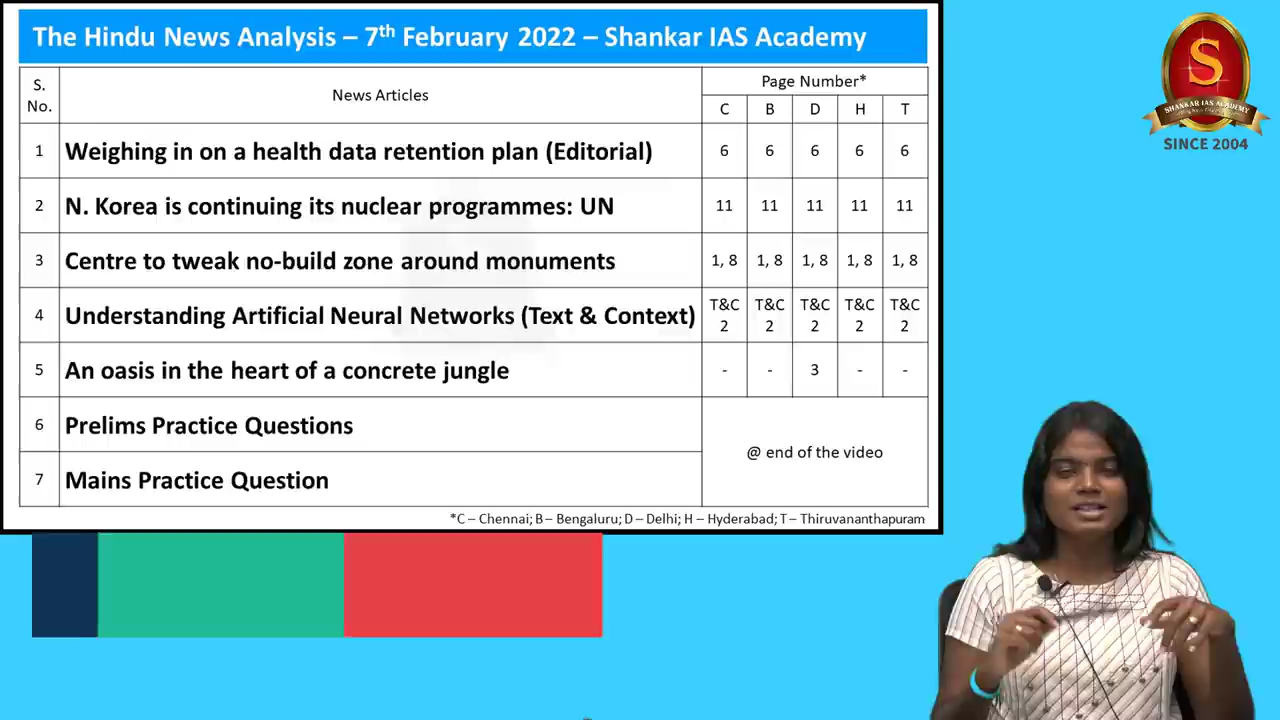 The Hindu News Analysis – 7th February 2022 – Shankar IAS Academy
S. No.
News Articles
Page Number*
C B D H T
1 Weighing in on a health data retention plan (Editorial) 6 6 6 6 6
2 N. Korea is continuing its nuclear programmes: UN 11 11 11 11 11
3 Centre to tweak no-build zone around monuments 1, 8 1, 8 1, 8 1, 8 1, 8
4 Understanding Artificial Neural Networks (Text & Context) T&C 2 T&C 2 T&C 2 T&C 2 T&C 2
5 An oasis in the heart of a concrete jungle - - 3 - -
6 Prelims Practice Questions
@ end of the video
7 Mains Practice Question
*C – Chennai; B – Bengaluru; D – Delhi; H – Hyderabad; T – Thiruvananthapuram
S
SHANKAR IAS ACADEMY
SINCE 2004